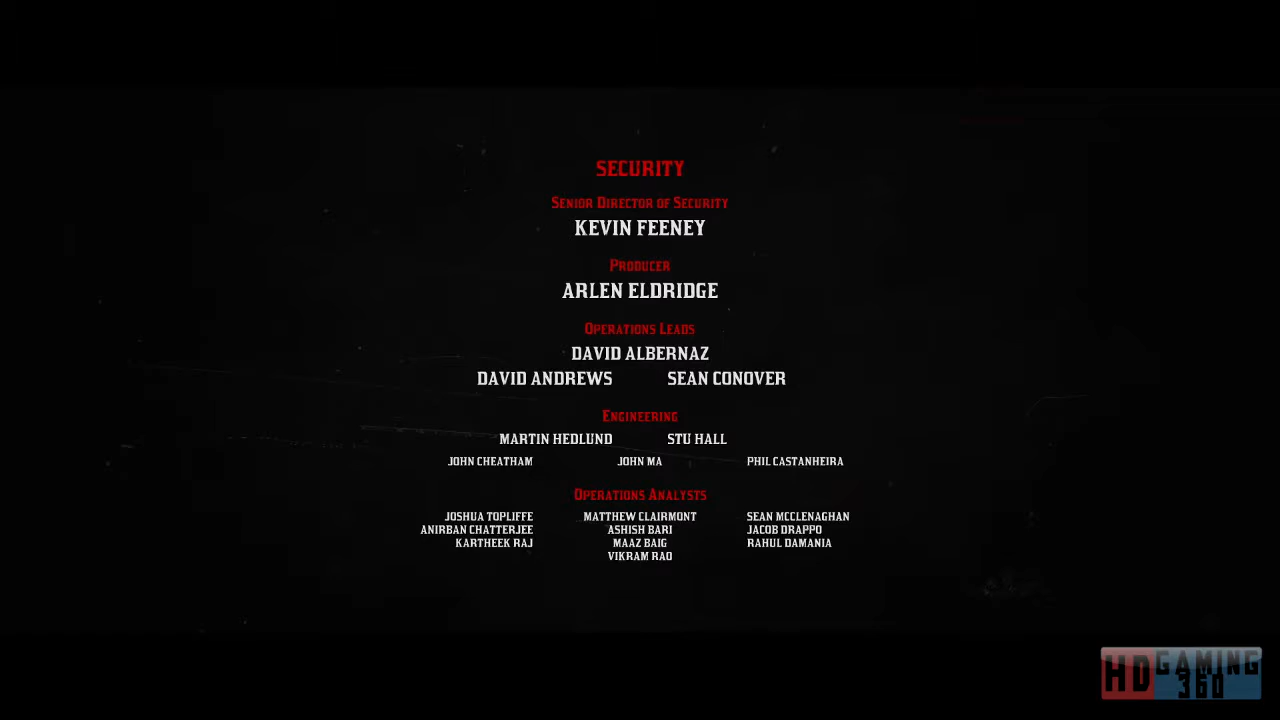 SECURITY
SENIOR DIRECTOR OF SECURITY
KEVIN FEENEY
PRODUCER
ARLEN ELDRIDGE
OPERATIONS LEADS
DAVID ALBERNAZ
DAVID ANDREWS SEAN CONOVER
ENGINEERING
MARTIN HEDLUND STU HALL
JOHN CHEATHAM JOHN MA PHIL CASTANHEIRA
OPERATIONS ANALYSTS
JOSHUA TOPLIFFE MATTHEW CLAIRMONT SEAN MCCLENAGHAN
ANIRBAN CHATTERJEE ASHISH BARI JACOB DRAPPO
KARTHEEK RAJ MAAZ BAIG RAHUL DAMANIA
VIKRAM RAO
HD GAMING
360